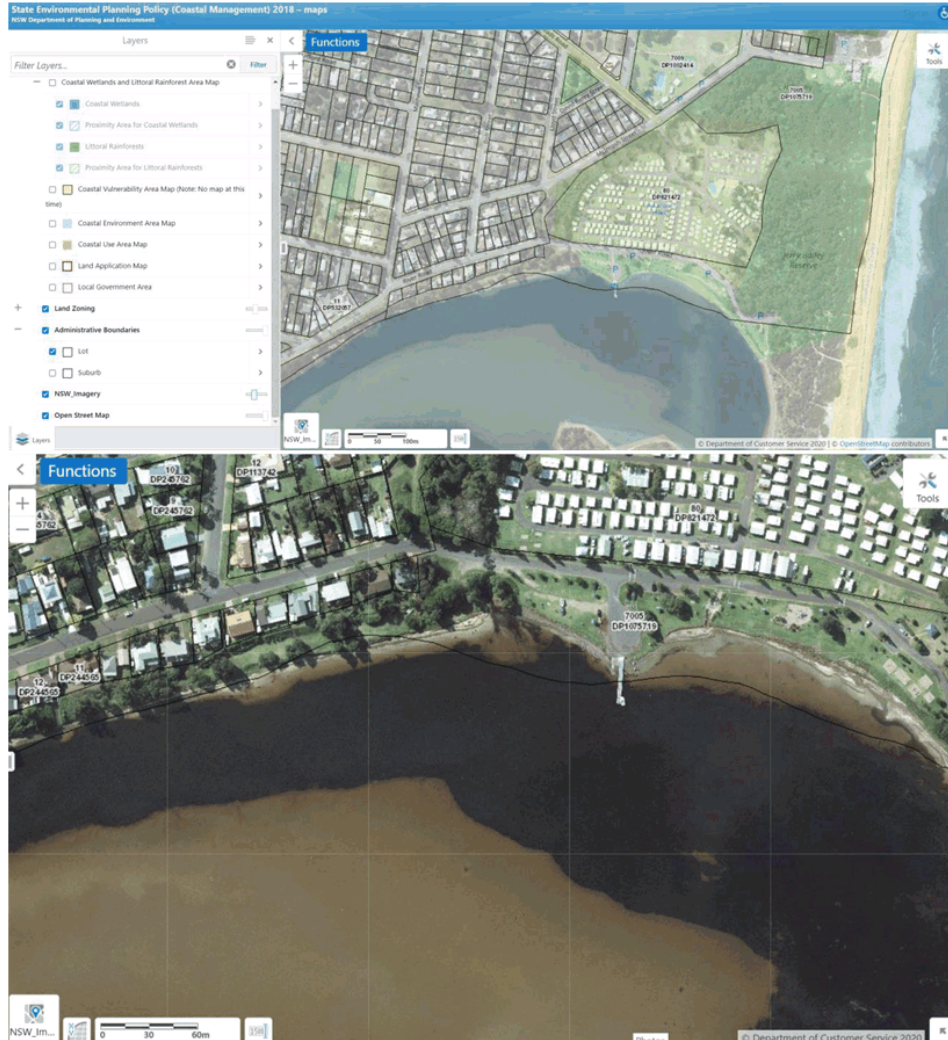 State Environmental Planning Policy (Coastal Management) 2018 – maps
NSW Department of Planning and Environment
Layers
Filter Layers...
Filter
Coastal Wetlands and Littoral Rainforest Area Map
Coastal Wetlands
Proximity Area for Coastal Wetlands
Littoral Rainforests
Proximity Area for Littoral Rainforests
Coastal Vulnerability Area Map (Note: No map at this
time)
Coastal Environment Area Map
Coastal Use Area Map
Land Application Map
Local Government Area
Land Zoning
Administrative Boundaries
Lot
Suburb
NSW_Imagery
Open Street Map
Layers
Functions
Tools
DP1002414
7005
DP1075719
80
DP821472
Reserve
11
P
P
P
P
P
NSW_Im...
0 50 100m
© Department of Customer Service 2020 | © OpenStreetMap contributors
Functions
Tools
10
DP245762
9
DP245762
12
DP113742
5762
80
DP821472
7005
DP1075719
11
DP244565
12
DP244565
NSW_Im...
0 30 60m
© Department of Customer Service 2020